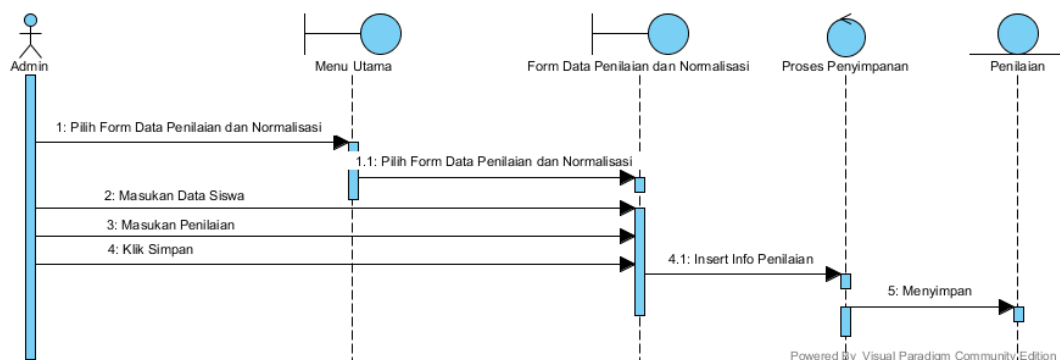 Admin
Menu Utama
Form Data Penilaian dan Normalisasi
Proses Penyimpanan
Penilaian
1: Pilih Form Data Penilaian dan Normalisasi
1.1: Pilih Form Data Penilaian dan Normalisasi
2: Masukan Data Siswa
3: Masukan Penilaian
4: Klik Simpan
4.1: Insert Info Penilaian
5: Menyimpan
Powered By Visual Paradigm Community Edition